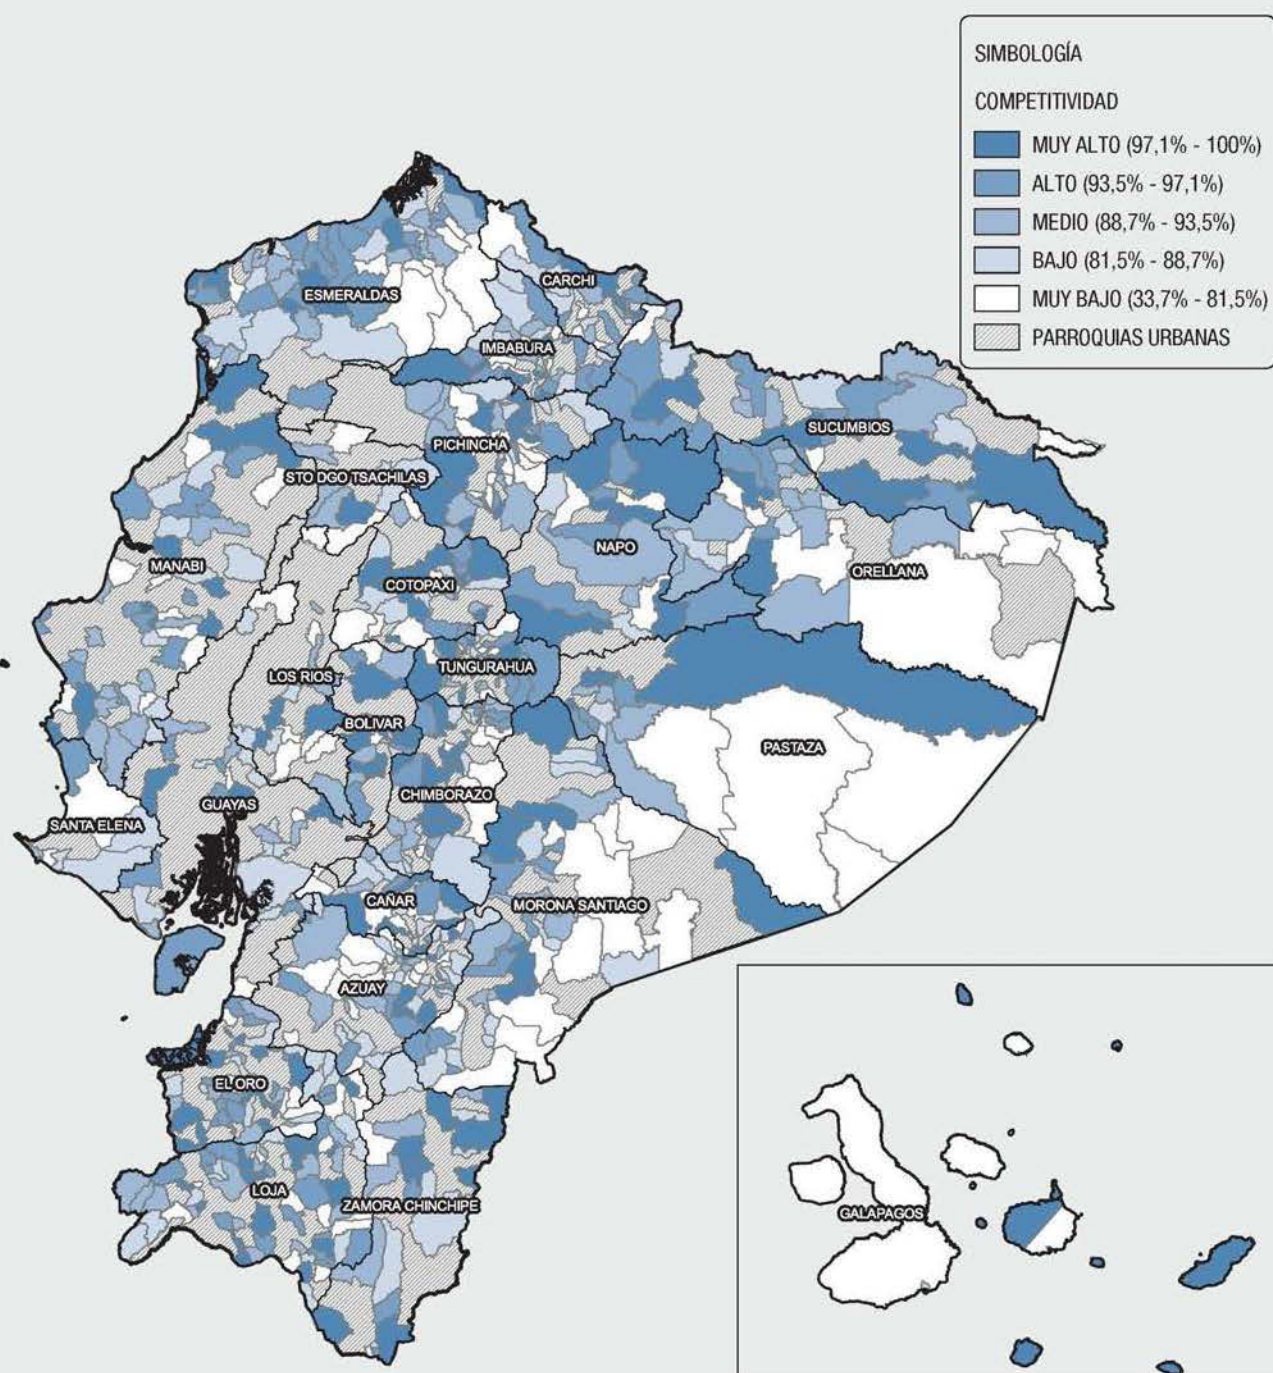 SIMBOLOGÍA
COMPETITIVIDAD
MUY ALTO (97,1% - 100%)
ALTO (93,5% - 97,1%)
MEDIO (88,7% - 93,5%)
BAJO (81,5% - 88,7%)
MUY BAJO (33,7% - 81,5%)
PARROQUIAS URBANAS
CARCHI
ESMERALDAS
IMBABURA
SUCUMBIOS
PICHINCHA
STO DGO TSACHILAS
NAPO
MANABI
ORELLANA
COTOPAXI
TUNGURAHUA
LOS RIOS
BOLIVAR
PASTAZA
CHIMBORAZO
GUAYAS
SANTA ELENA
CAÑAR
MORONA SANTIAGO
AZUAY
EL ORO
LOJA
ZAMORA CHINCHIPE
GALAPAGOS